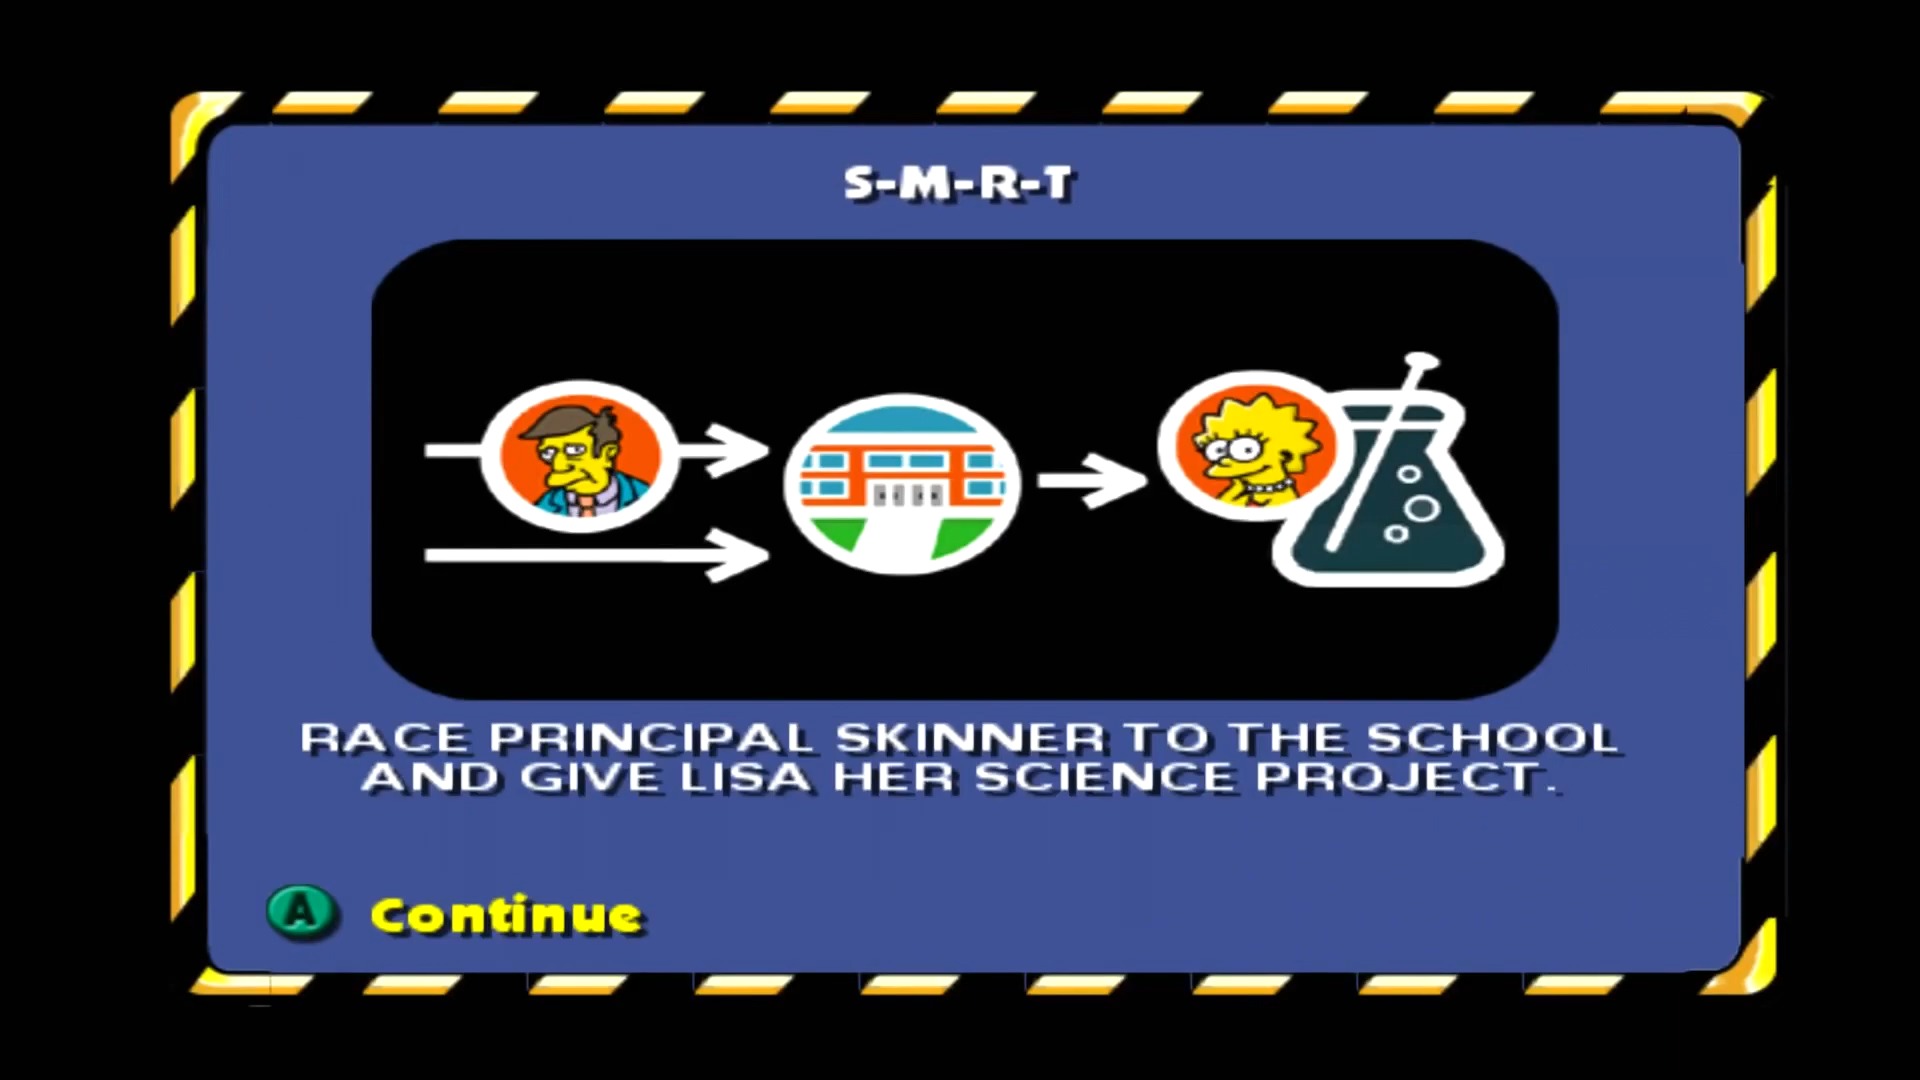 S-M-R-T
RACE PRINCIPAL SKINNER TO THE SCHOOL
AND GIVE LISA HER SCIENCE PROJECT.
A Continue